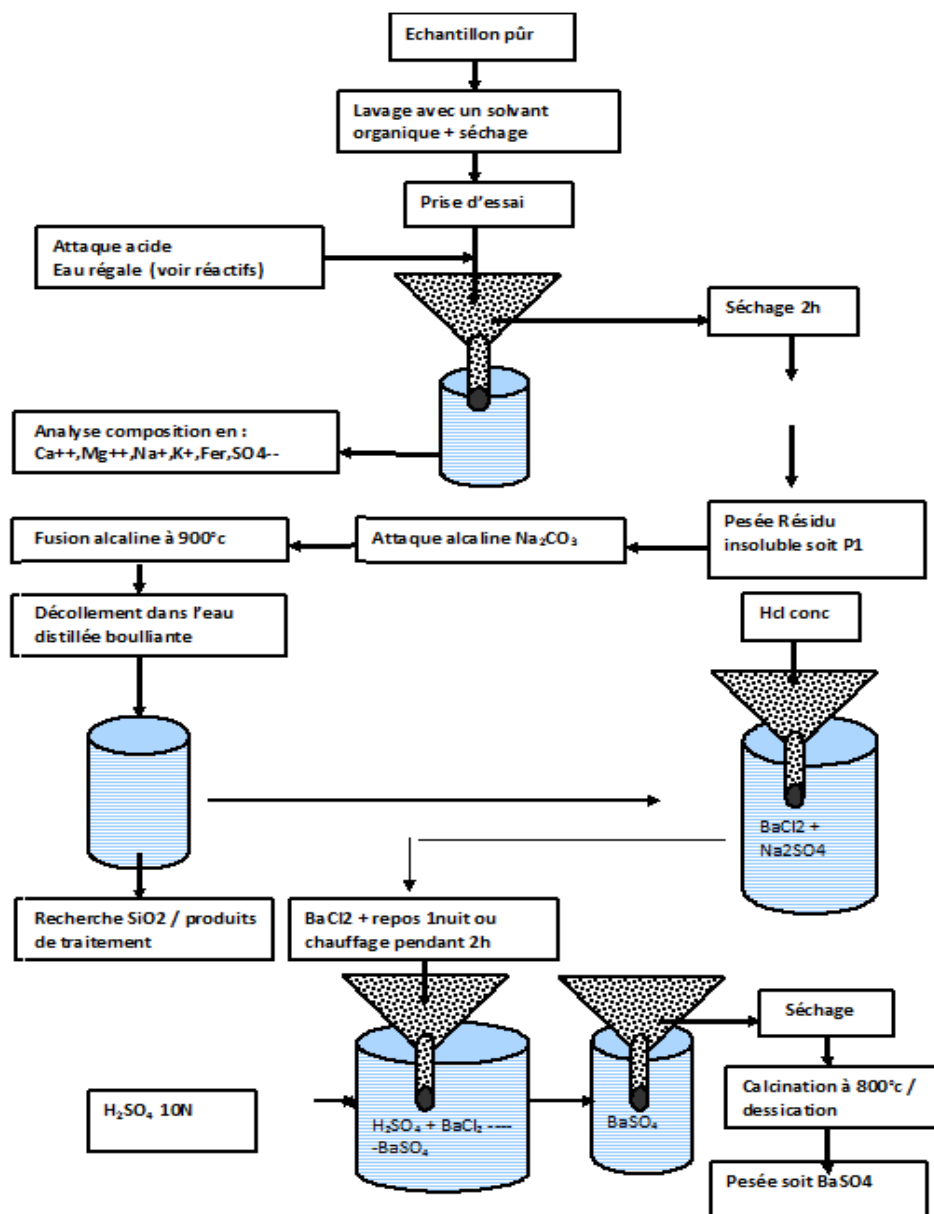 Echantillon pûr
Lavage avec un solvant
organique + séchage
Prise d'essai
Attaque acide
Eau régale (voir réactifs)
Séchage 2h
Analyse composition en :
Ca++,Mg++,Na+,K+,Fer,SO4--
Fusion alcaline à 900°c
Attaque alcaline Na₂CO₃
Pesée Résidu
insoluble soit P1
Décollement dans l'eau
distillée boulliante
Hcl conc
BaCl2 +
Na2SO4
Recherche SiO2 / produits
de traitement
BaCl2 + repos 1nuit ou
chauffage pendant 2h
Séchage
H₂SO₄ 10N
H₂SO₄ + BaCl₂ ----
-BaSO₄
BaSO₄
Calcination à 800°c /
dessication
Pesée soit BaSO4